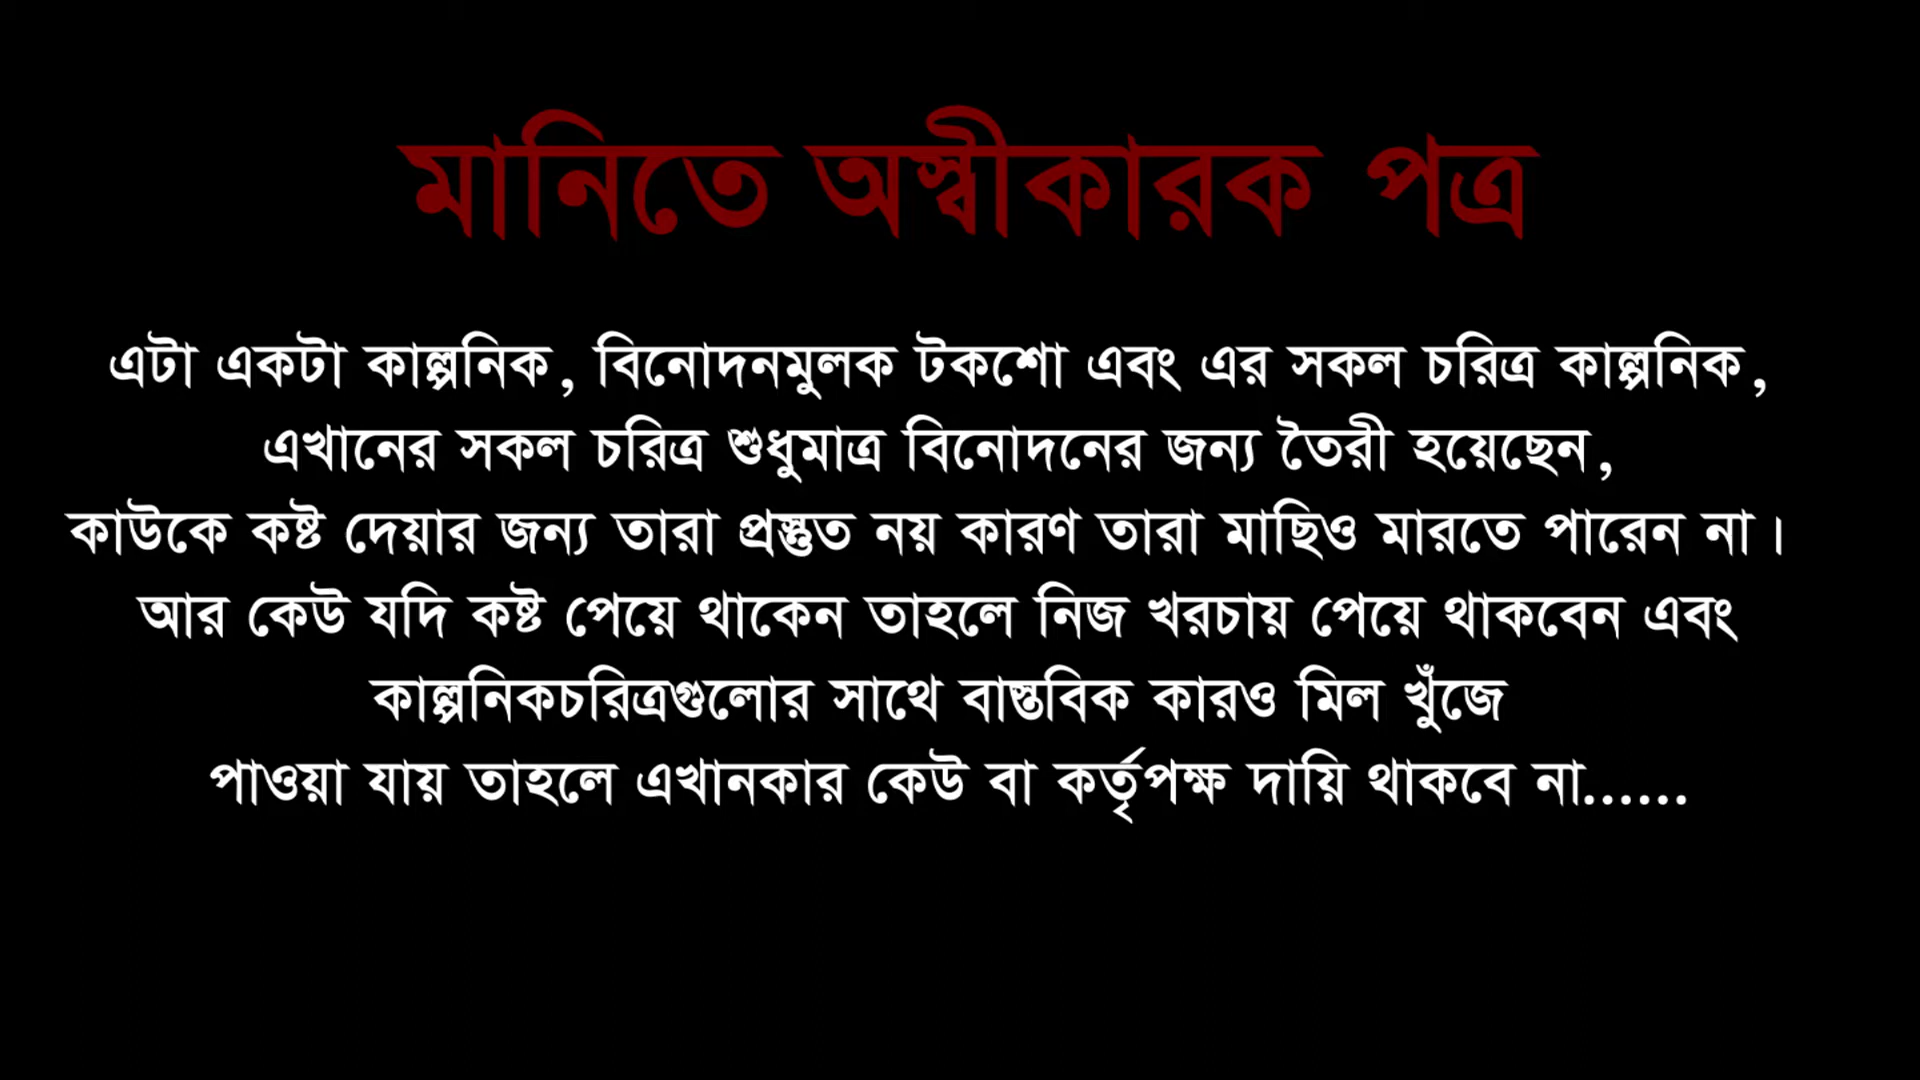 মানিতে অস্বীকারক পত্র
এটা একটা কাল্পনিক, বিনোদনমুলক টকশো এবং এর সকল চরিত্র কাল্পনিক,
এখানের সকল চরিত্র শুধুমাত্র বিনোদনের জন্য তৈরী হয়েছেন,
কাউকে কষ্ট দেয়ার জন্য তারা প্রস্তুত নয় কারণ তারা মাছিও মারতে পারেন না।
আর কেউ যদি কষ্ট পেয়ে থাকেন তাহলে নিজ খরচায় পেয়ে থাকবেন এবং
কাল্পনিকচরিত্রগুলোর সাথে বাস্তবিক কারও মিল খুঁজে
পাওয়া যায় তাহলে এখানকার কেউ বা কর্তৃপক্ষ দায়ি থাকবে না......